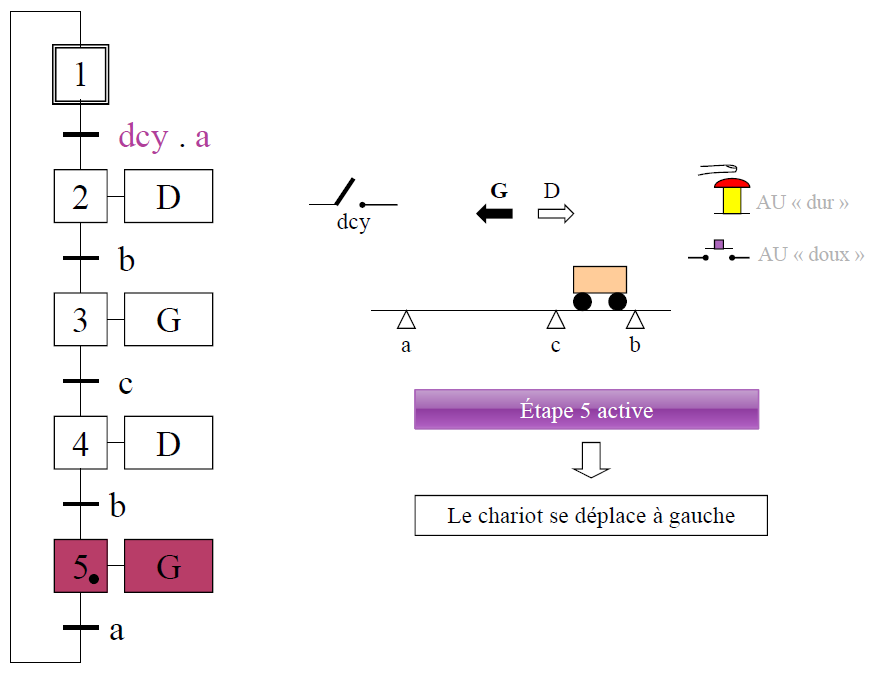 1
dcy . a
2 D
b
3 G
c
4 D
b
5 G
a
dcy
G D
AU « dur »
AU « doux »
a c b
Étape 5 active
Le chariot se déplace à gauche